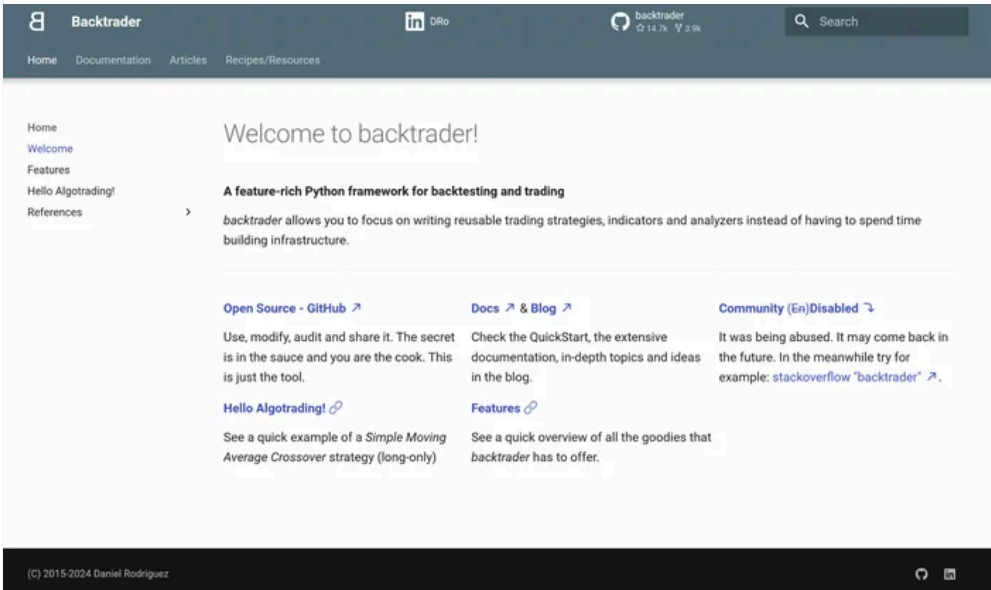 Backtrader
DRo
backtrader
14.7k 3.9k
Search
Home Documentation Articles Recipes/Resources
Home
Welcome
Features
Hello Algotrading!
References
Welcome to backtrader!
A feature-rich Python framework for backtesting and trading
backtrader allows you to focus on writing reusable trading strategies, indicators and analyzers instead of having to spend time
building infrastructure.
Open Source - GitHub
Use, modify, audit and share it. The secret
is in the sauce and you are the cook. This
is just the tool.
Docs & Blog
Check the QuickStart, the extensive
documentation, in-depth topics and ideas
in the blog.
Community (En)Disabled
It was being abused. It may come back in
the future. In the meanwhile try for
example: stackoverflow "backtrader" .
Hello Algotrading!
See a quick example of a Simple Moving
Average Crossover strategy (long-only)
Features
See a quick overview of all the goodies that
backtrader has to offer.
(C) 2015-2024 Daniel Rodriguez